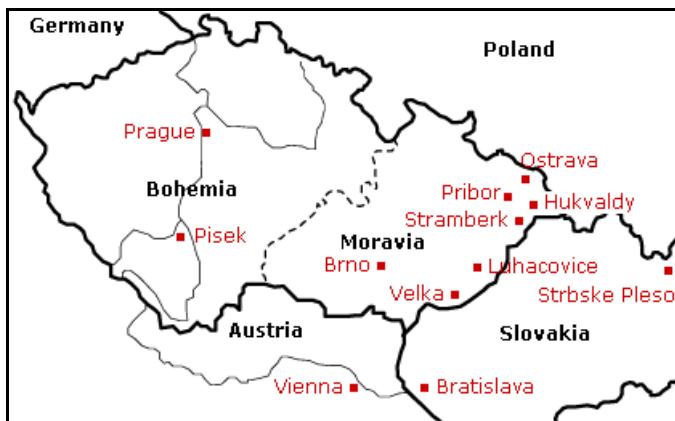 Germany
Poland
Prague
Ostrava
Bohemia
Pribor
Hukvaldy
Stramberk
Pisek
Moravia
Brno
Luhacovice
Velka
Strbske Pleso
Austria
Slovakia
Vienna
Bratislava